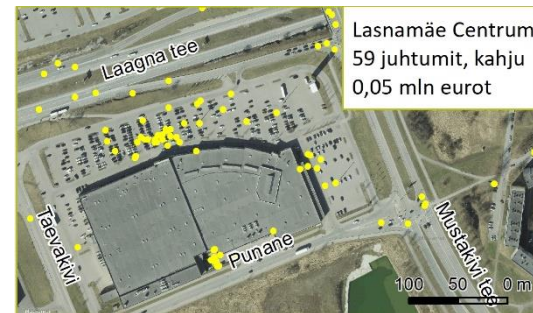 Lasnamäe Centrum
59 juhtumit, kahju
0,05 mln eurot
Laagna tee
Taevakivi
Punane
Mustakivi tee
100 50 0 m